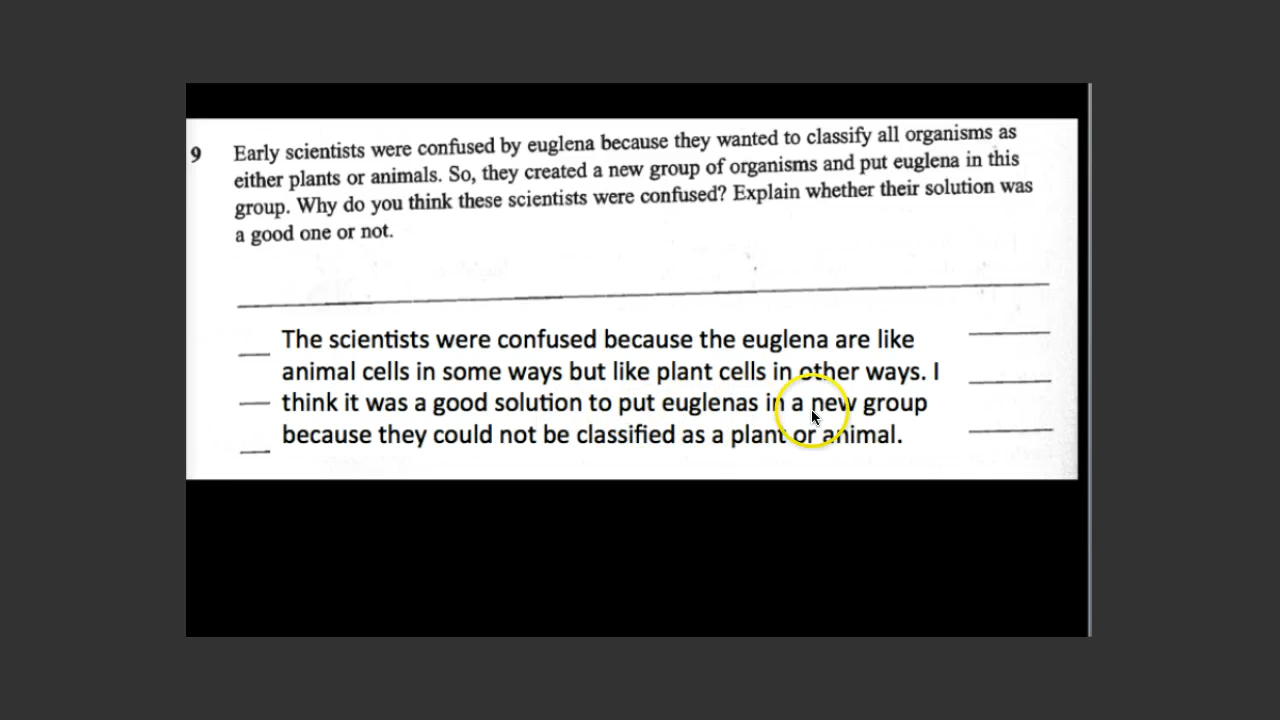 9 Early scientists were confused by euglena because they wanted to classify all organisms as
either plants or animals. So, they created a new group of organisms and put euglena in this
group. Why do you think these scientists were confused? Explain whether their solution was
a good one or not.
The scientists were confused because the euglena are like
animal cells in some ways but like plant cells in other ways. I
think it was a good solution to put euglenas in a new group
because they could not be classified as a plant or animal.